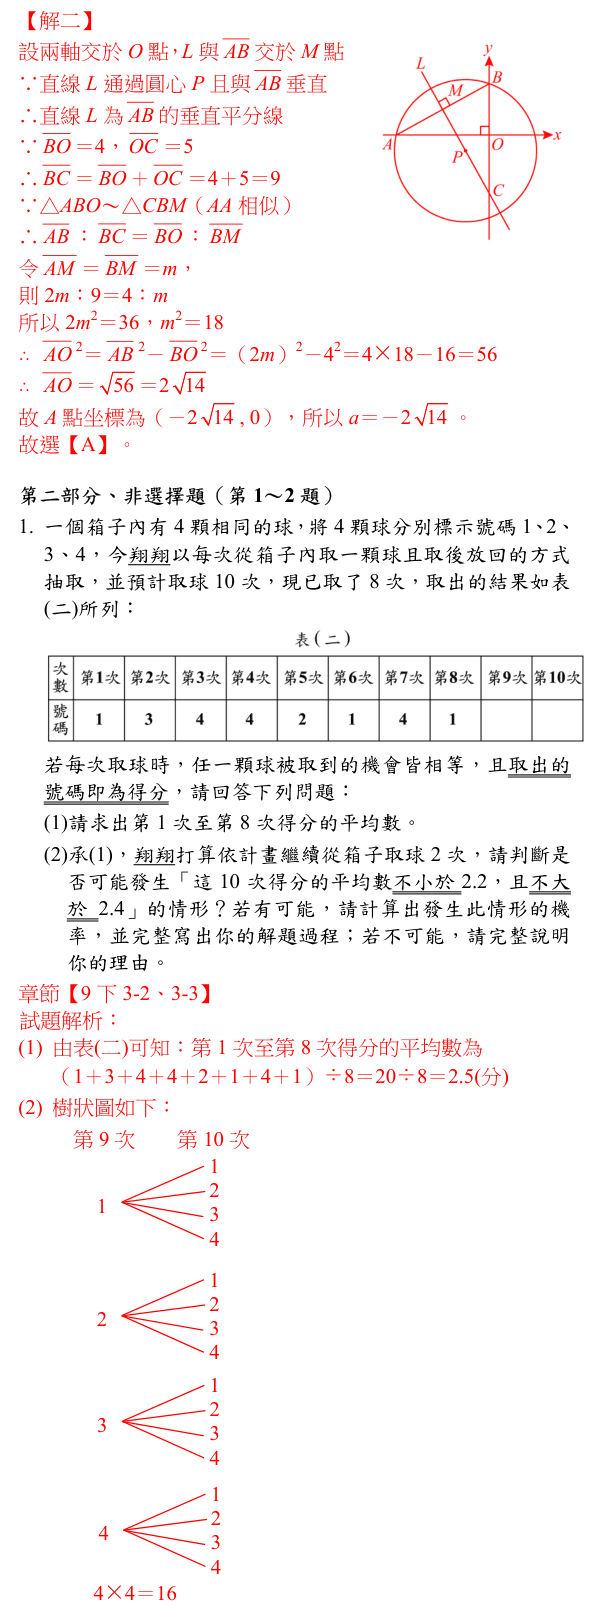 【解二】
設兩軸交於 O 點，L 與 AB 交於 M 點
∵直線 L 通過圓心 P 且與 AB 垂直
∴直線 L 為 AB 的垂直平分線
∵ BO＝4，OC＝5
∴ BC＝BO＋OC＝4＋5＝9
∵△ABO～△CBM（AA 相似）
∴ AB：BC＝BO：BM
令 AM＝BM＝m，
則 2m：9＝4：m
所以 2m²＝36，m²＝18
∴ AO²＝AB²－BO²＝（2m）²－4²＝4×18－16＝56
∴ AO＝√56＝2√14
故 A 點坐標為（－2√14 , 0），所以 a＝－2√14 。
故選【A】。
y
L
B
M
A
O
x
P
C
第二部分、非選擇題（第 1～2 題）
1. 一個箱子內有 4 顆相同的球，將 4 顆球分別標示號碼 1、2、
3、4，今翔翔以每次從箱子內取一顆球且取後放回的方式
抽取，並預計取球 10 次，現已取了 8 次，取出的結果如表
(二)所列：
表(二)
次數 第1次 第2次 第3次 第4次 第5次 第6次 第7次 第8次 第9次 第10次
號碼 1 3 4 4 2 1 4 1
若每次取球時，任一顆球被取到的機會皆相等，且取出的
號碼即為得分，請回答下列問題：
(1)請求出第 1 次至第 8 次得分的平均數。
(2)承(1)，翔翔打算依計畫繼續從箱子取球 2 次，請判斷是
否可能發生「這 10 次得分的平均數不小於 2.2，且不大
於 2.4」的情形？若有可能，請計算出發生此情形的機
率，並完整寫出你的解題過程；若不可能，請完整說明
你的理由。
章節【9 下 3-2、3-3】
試題解析：
(1) 由表(二)可知：第 1 次至第 8 次得分的平均數為
（1＋3＋4＋4＋2＋1＋4＋1）÷8＝20÷8＝2.5(分)
(2) 樹狀圖如下：
第 9 次 第 10 次
1
1
2
3
4
2
1
2
3
4
3
1
2
3
4
4
1
2
3
4
4×4＝16